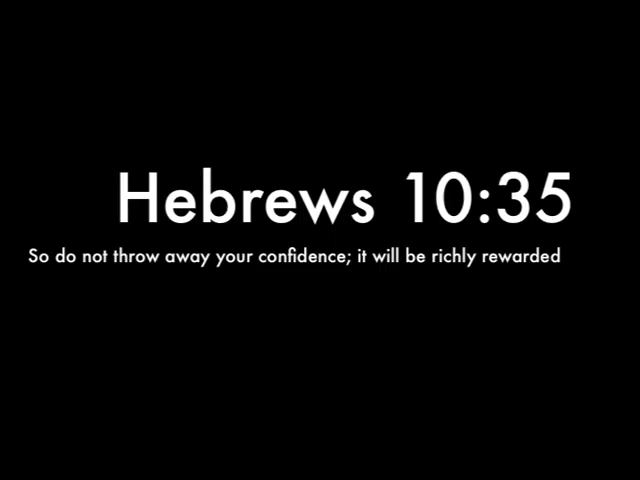 Hebrews 10:35
So do not throw away your confidence; it will be richly rewarded